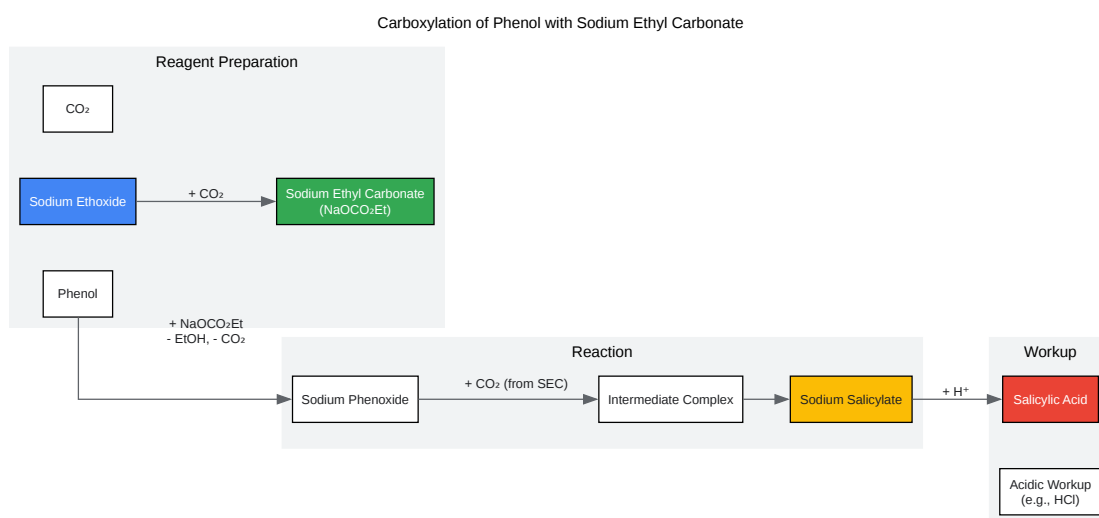 Carboxylation of Phenol with Sodium Ethyl Carbonate
Reagent Preparation
CO₂
Sodium Ethoxide
+ CO₂
Sodium Ethyl Carbonate
(NaOCO₂Et)
Phenol
+ NaOCO₂Et
- EtOH, - CO₂
Reaction
Sodium Phenoxide
+ CO₂ (from SEC)
Intermediate Complex
Sodium Salicylate
+ H⁺
Workup
Salicylic Acid
Acidic Workup
(e.g., HCl)